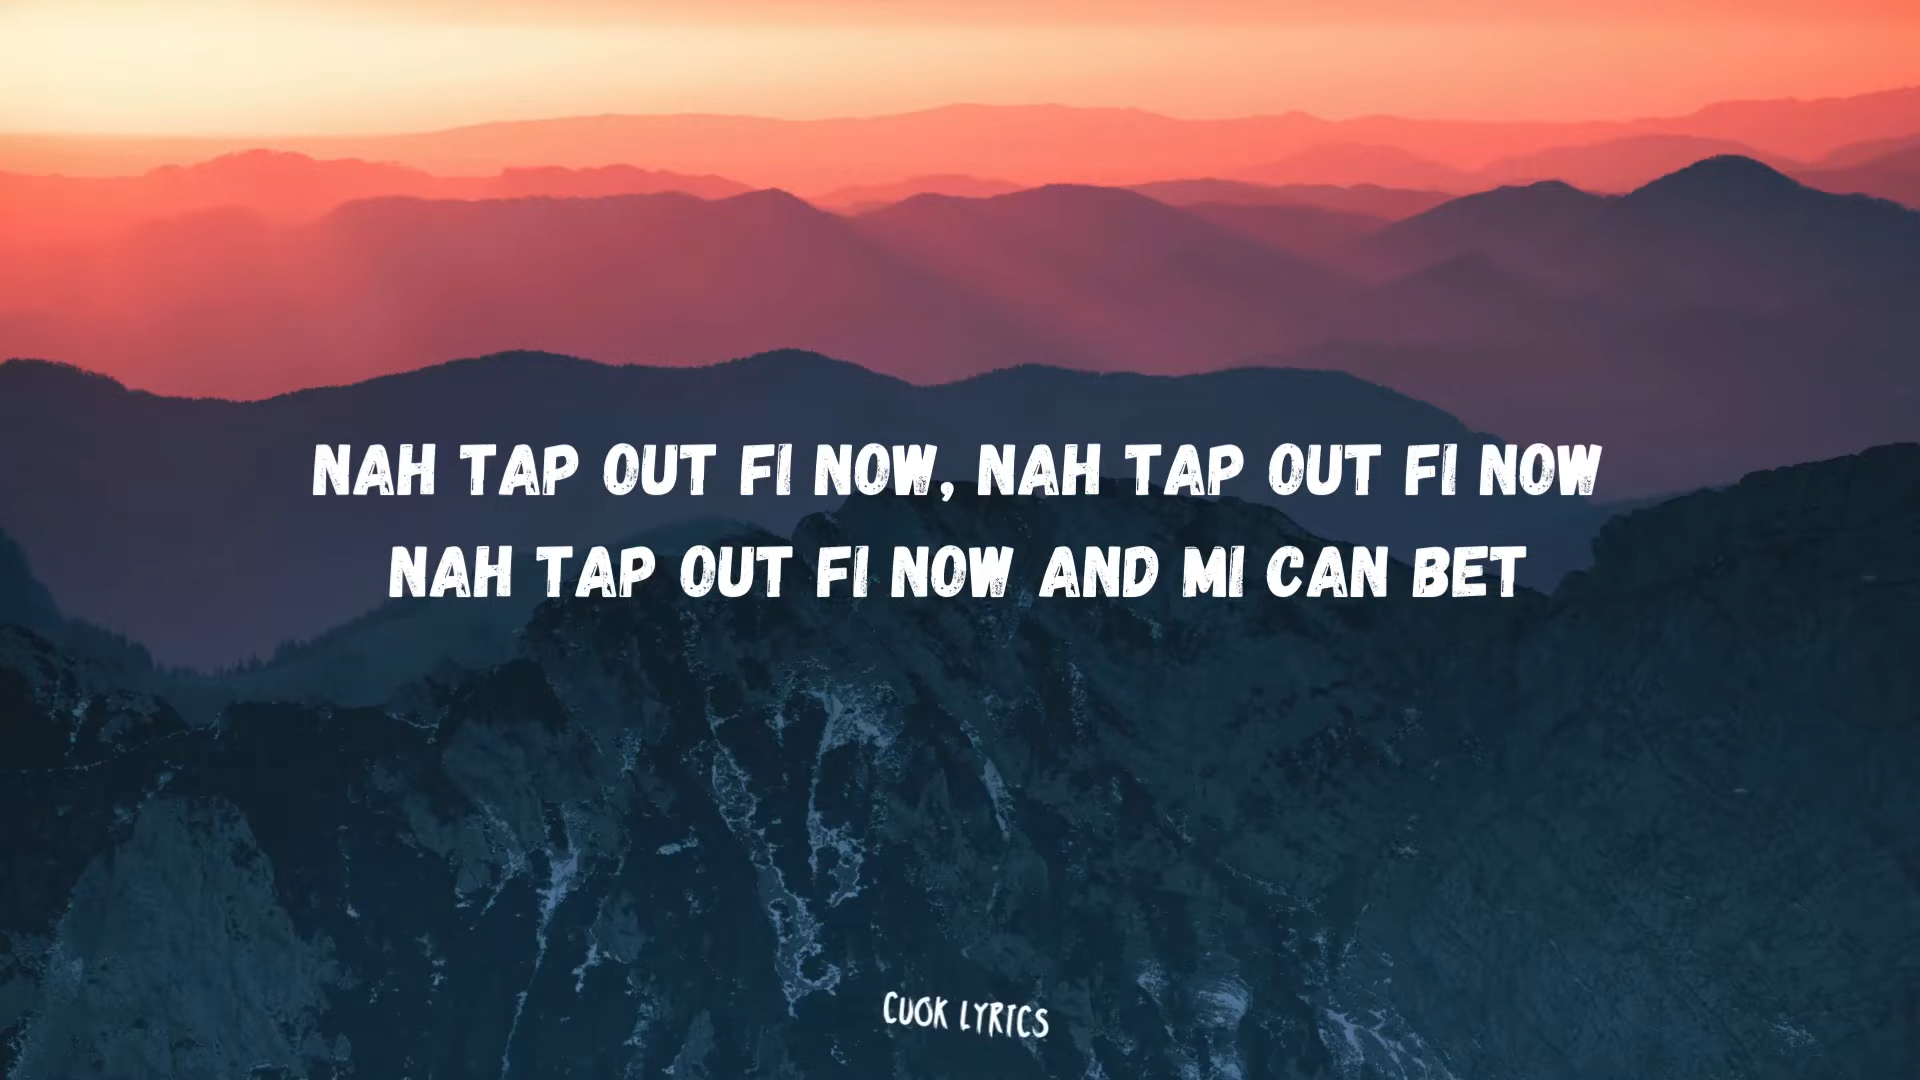 NAH TAP OUT FI NOW, NAH TAP OUT FI NOW
NAH TAP OUT FI NOW AND MI CAN BET
CUOK LYRICS